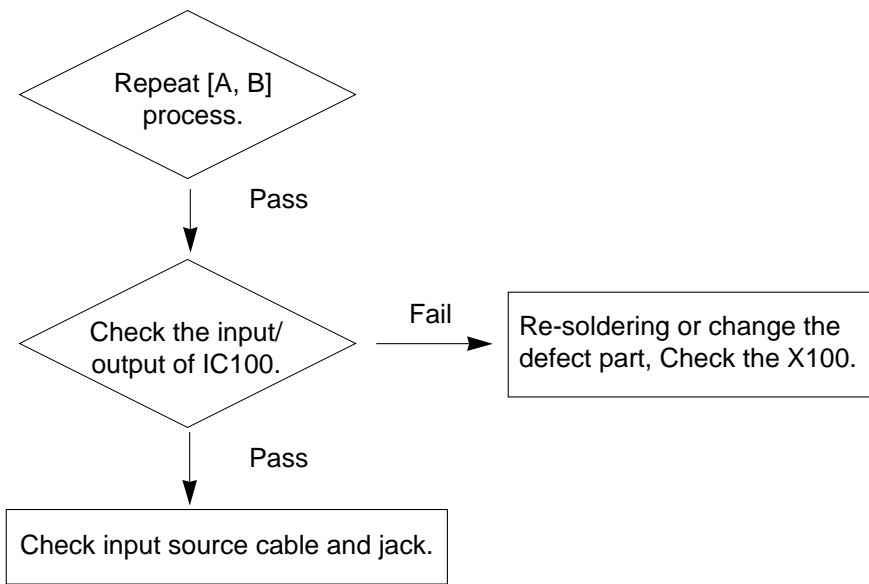 Repeat [A, B]
process.
Pass
Check the input/
output of IC100.
Fail
Re-soldering or change the
defect part, Check the X100.
Pass
Check input source cable and jack.